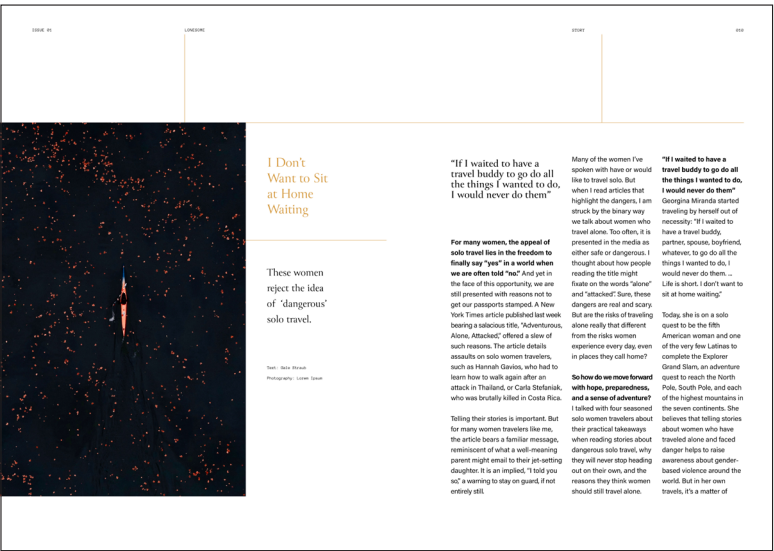 ISSUE 01
LONESOME
STORY
I Don't
Want to Sit
at Home
Waiting
These women
reject the idea
of 'dangerous'
solo travel.
Photography: Lorem Ipsum
"If I waited to have a
travel buddy to go do all
the things I wanted to do,
I would never do them"
For many women, the appeal of
solo travel lies in the freedom to
finally say "yes" in a world when
we are often told "no." And yet in
the face of this opportunity, we are
still presented with reasons not to
get our passports stamped. A New
York Times article published last week
bearing a salacious title, "Adventurous,
Alone, Attacked," offered a slew of
such reasons. The article details
assaults on solo women travelers,
such as Hannah Gavios, who had to
learn how to walk again after an
attack in Thailand, or Carla Stefaniak,
who was brutally killed in Costa Rica.
Telling their stories is important. But
for many women travelers like me,
the article bears a familiar message,
reminiscent of what a well-meaning
parent might email to their jet-setting
daughter. It is an implied, "I told you
so," a warning to stay on guard, if not
entirely still.
Many of the women I've
spoken with have or would
like to travel solo. But
when I read articles that
highlight the dangers, I am
struck by the binary way
we talk about women who
travel alone. Too often, it is
presented in the media as
either safe or dangerous. I
thought about how people
reading the title might
fixate on the words "alone"
and "attacked". Sure, these
dangers are real and scary.
But are the risks of traveling
alone really that different
from the risks women
experience every day, even
in places they call home?
So how do we move forward
with hope, preparedness,
and a sense of adventure?
I talked with four seasoned
solo women travelers about
their practical takeaways
when reading stories about
dangerous solo travel, why
they will never stop heading
out on their own, and the
reasons they think women
should still travel alone.
"If I waited to have a
travel buddy to go do all
the things I wanted to do,
I would never do them"
Georgina Miranda started
traveling by herself out of
necessity: "If I waited to
have a travel buddy,
partner, spouse, boyfriend,
whatever, to go do all the
things I wanted to do, I
would never do them. ...
Life is short. I don't want to
sit at home waiting."
Today, she is on a solo
quest to be the fifth
American woman and one
of the very few Latinas to
complete the Explorer
Grand Slam, an adventure
quest to reach the North
Pole, South Pole, and each
of the highest mountains in
the seven continents. She
believes that telling stories
about women who have
traveled alone and faced
danger helps to raise
awareness about gender-
based violence around the
world. But in her own
travels, it's a matter of